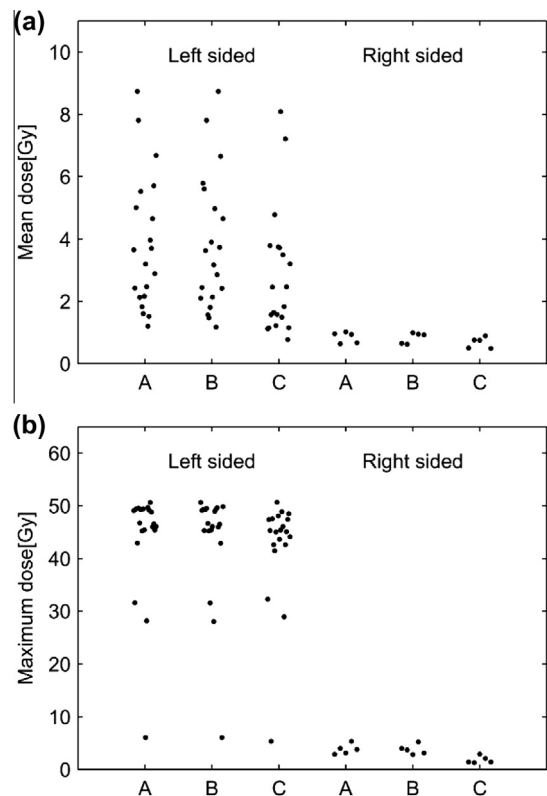 (a)
Left sided Right sided
Mean dose[Gy]
10
8
6
4
2
0
A B C A B C
(b)
Left sided Right sided
Maximum dose[Gy]
60
50
40
30
20
10
0
A B C A B C